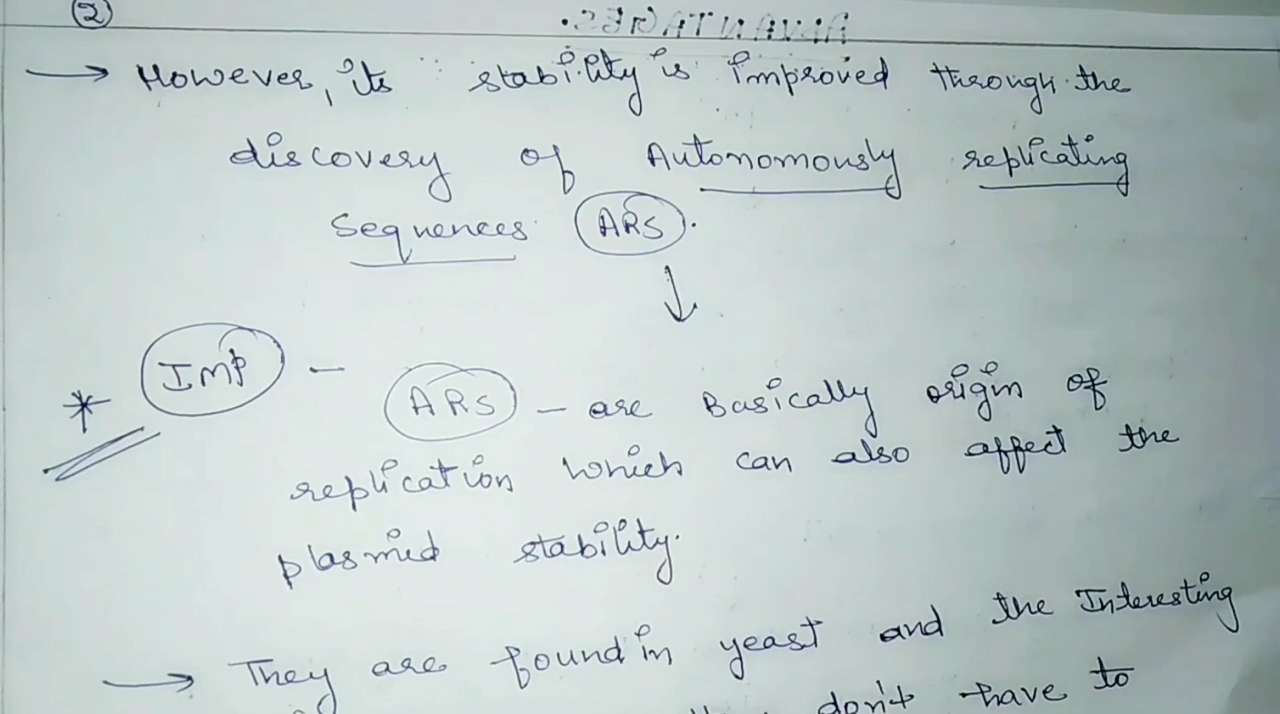 ②
→ However, its stability is improved through the
discovery of Autonomously replicating
Sequences (ARS).
↓
* IMP - ARS - are Basically origin of
replication which can also affect the
plasmid stability.
→ They are found in yeast and the Interesting
don't have to